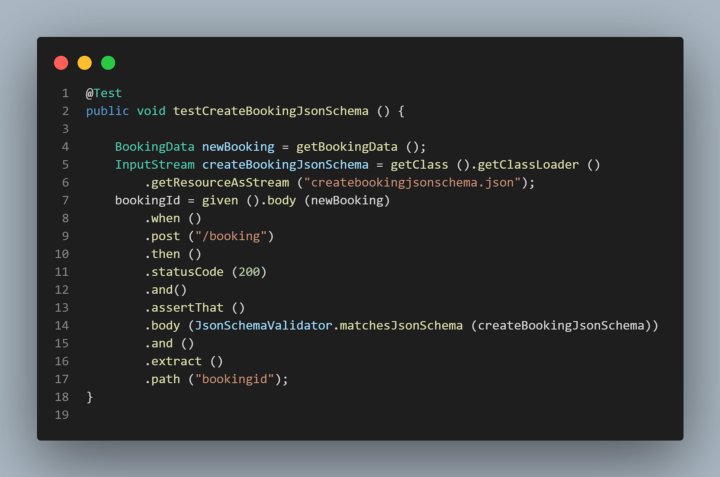 1 @Test
2 public void testCreateBookingJsonSchema () {
3
4     BookingData newBooking = getBookingData ();
5     InputStream createBookingJsonSchema = getClass ().getClassLoader ()
6         .getResourceAsStream ("createbookingjsonschema.json");
7     bookingId = given ().body (newBooking)
8         .when ()
9         .post ("/booking")
10         .then ()
11         .statusCode (200)
12         .and()
13         .assertThat ()
14         .body (JsonSchemaValidator.matchesJsonSchema (createBookingJsonSchema))
15         .and ()
16         .extract ()
17         .path ("bookingid");
18 }
19